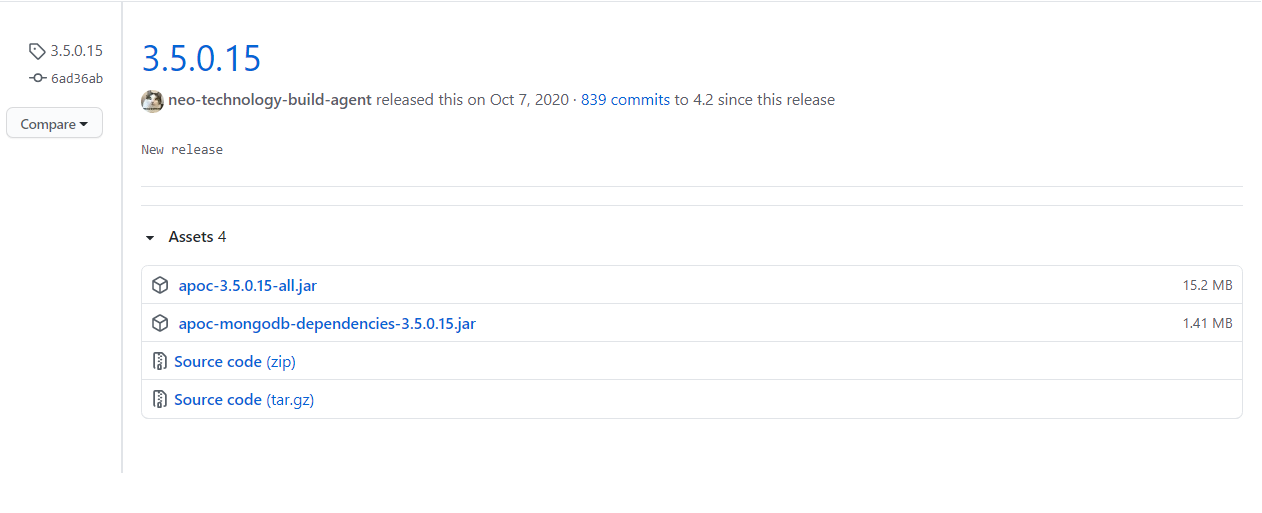 3.5.0.15
6ad36ab
Compare
3.5.0.15
neo-technology-build-agent released this on Oct 7, 2020 · 839 commits to 4.2 since this release
New release
Assets 4
apoc-3.5.0.15-all.jar 15.2 MB
apoc-mongodb-dependencies-3.5.0.15.jar 1.41 MB
Source code (zip)
Source code (tar.gz)